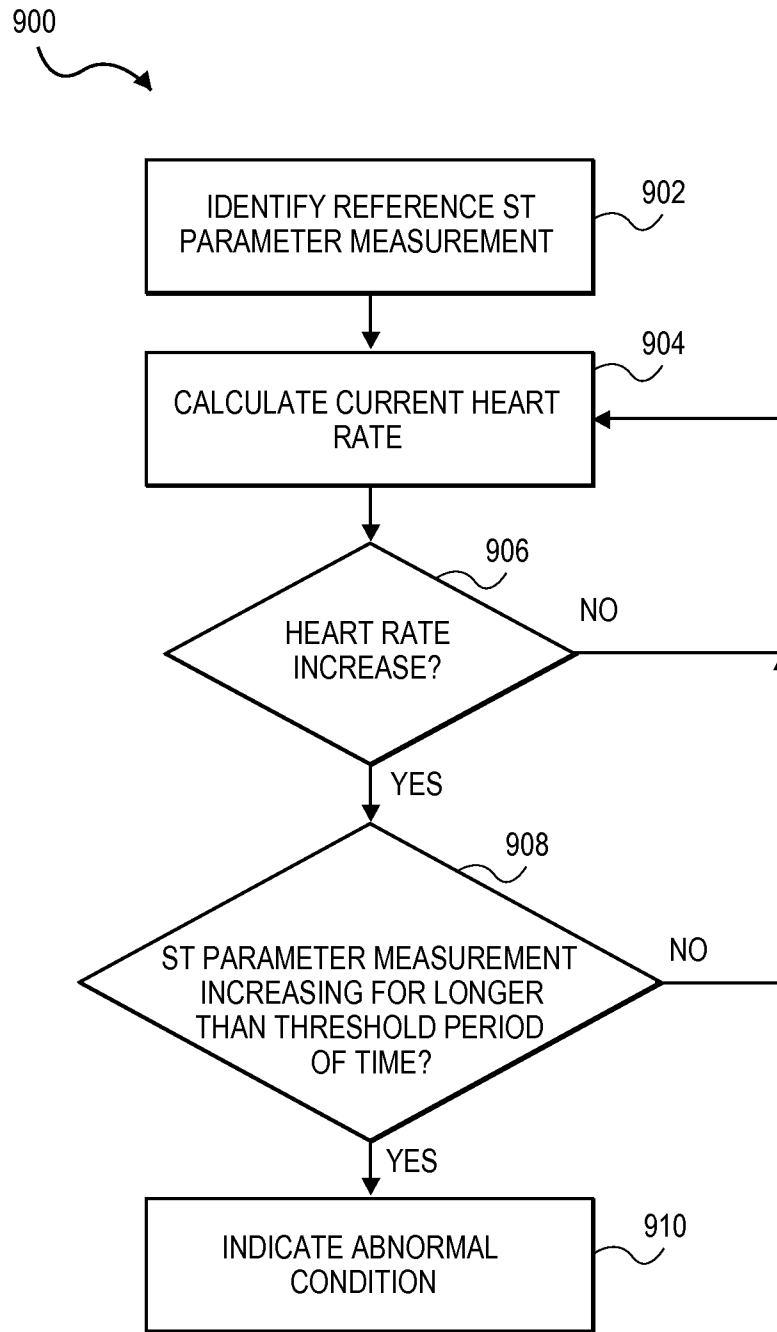 900
IDENTIFY REFERENCE ST
PARAMETER MEASUREMENT
902
CALCULATE CURRENT HEART
RATE
904
HEART RATE
INCREASE?
906
NO
YES
ST PARAMETER MEASUREMENT
INCREASING FOR LONGER
THAN THRESHOLD PERIOD
OF TIME?
908
NO
YES
INDICATE ABNORMAL
CONDITION
910